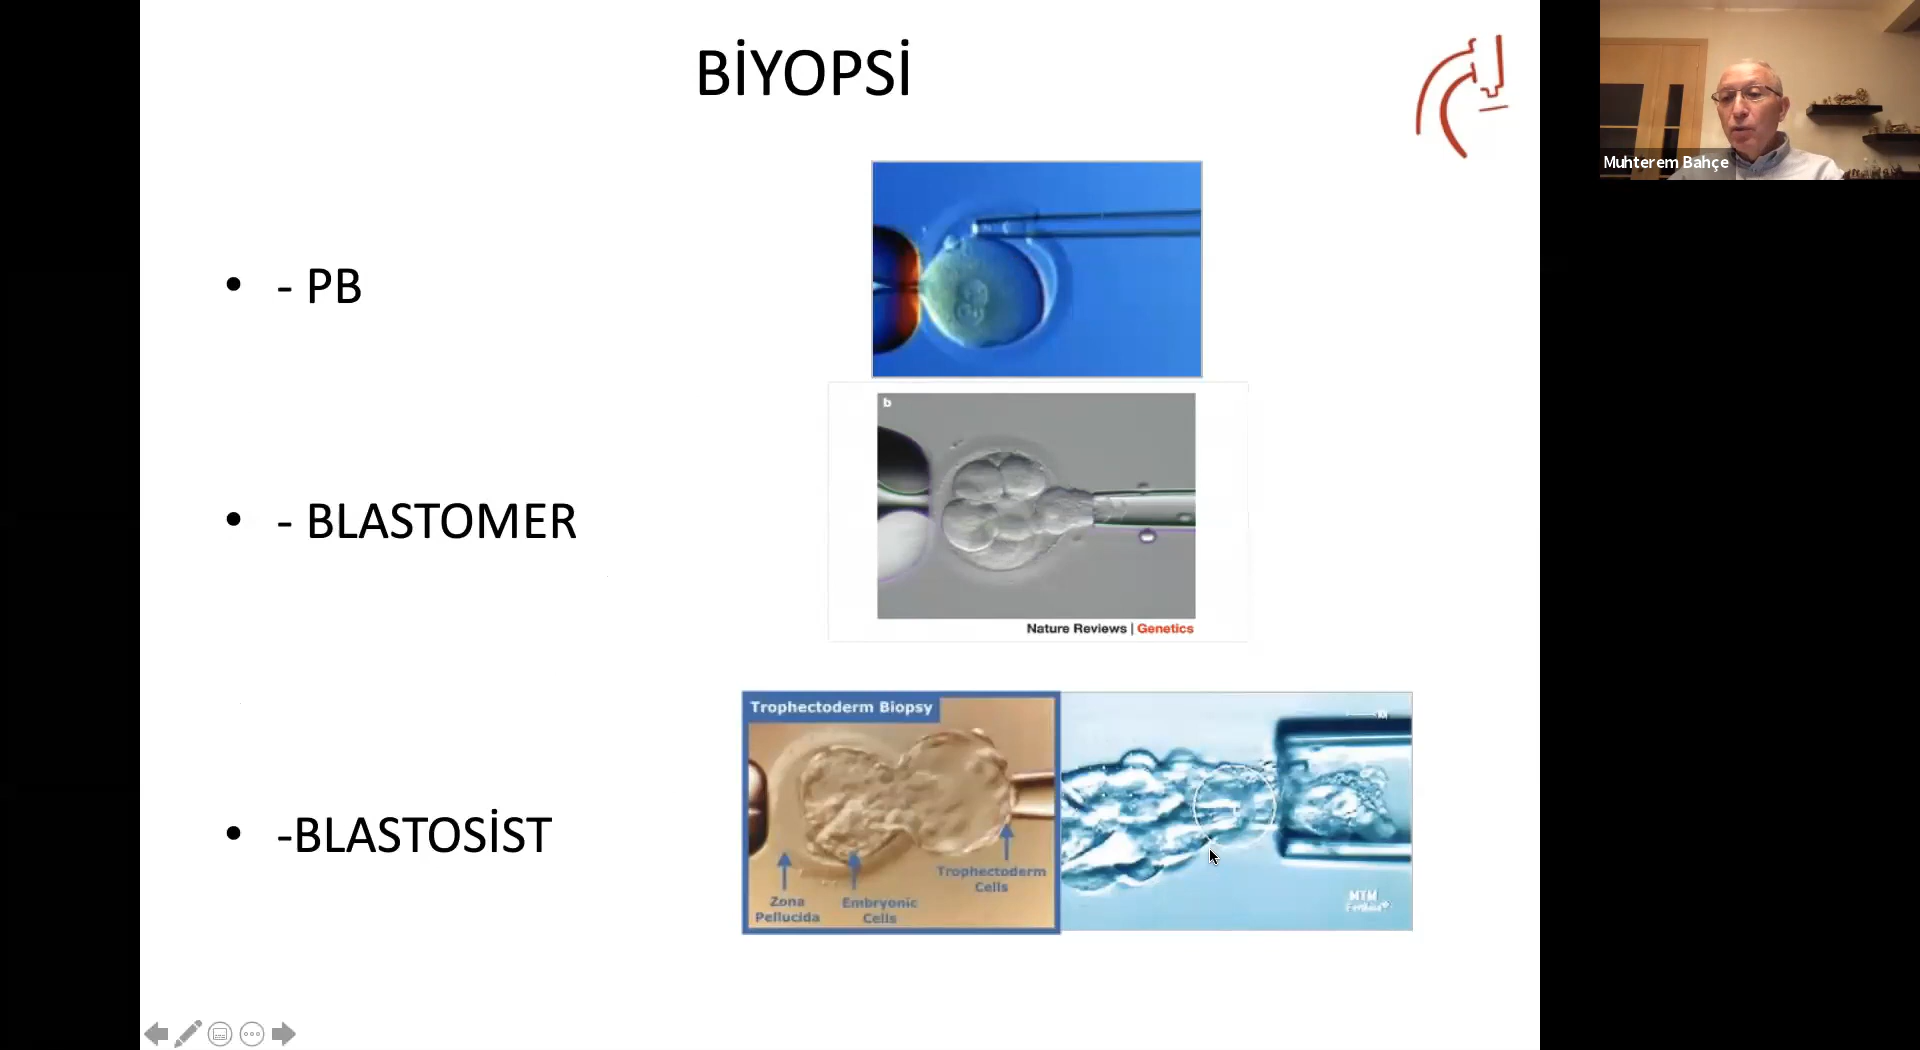 BİYOPSİ
Muhterem Bahçe
• - PB
b
• - BLASTOMER
Nature Reviews | Genetics
Trophectoderm Biopsy
• -BLASTOSİST
Trophectoderm
Cells
Zona
Pellucida
Embryonic
Cells
MTM